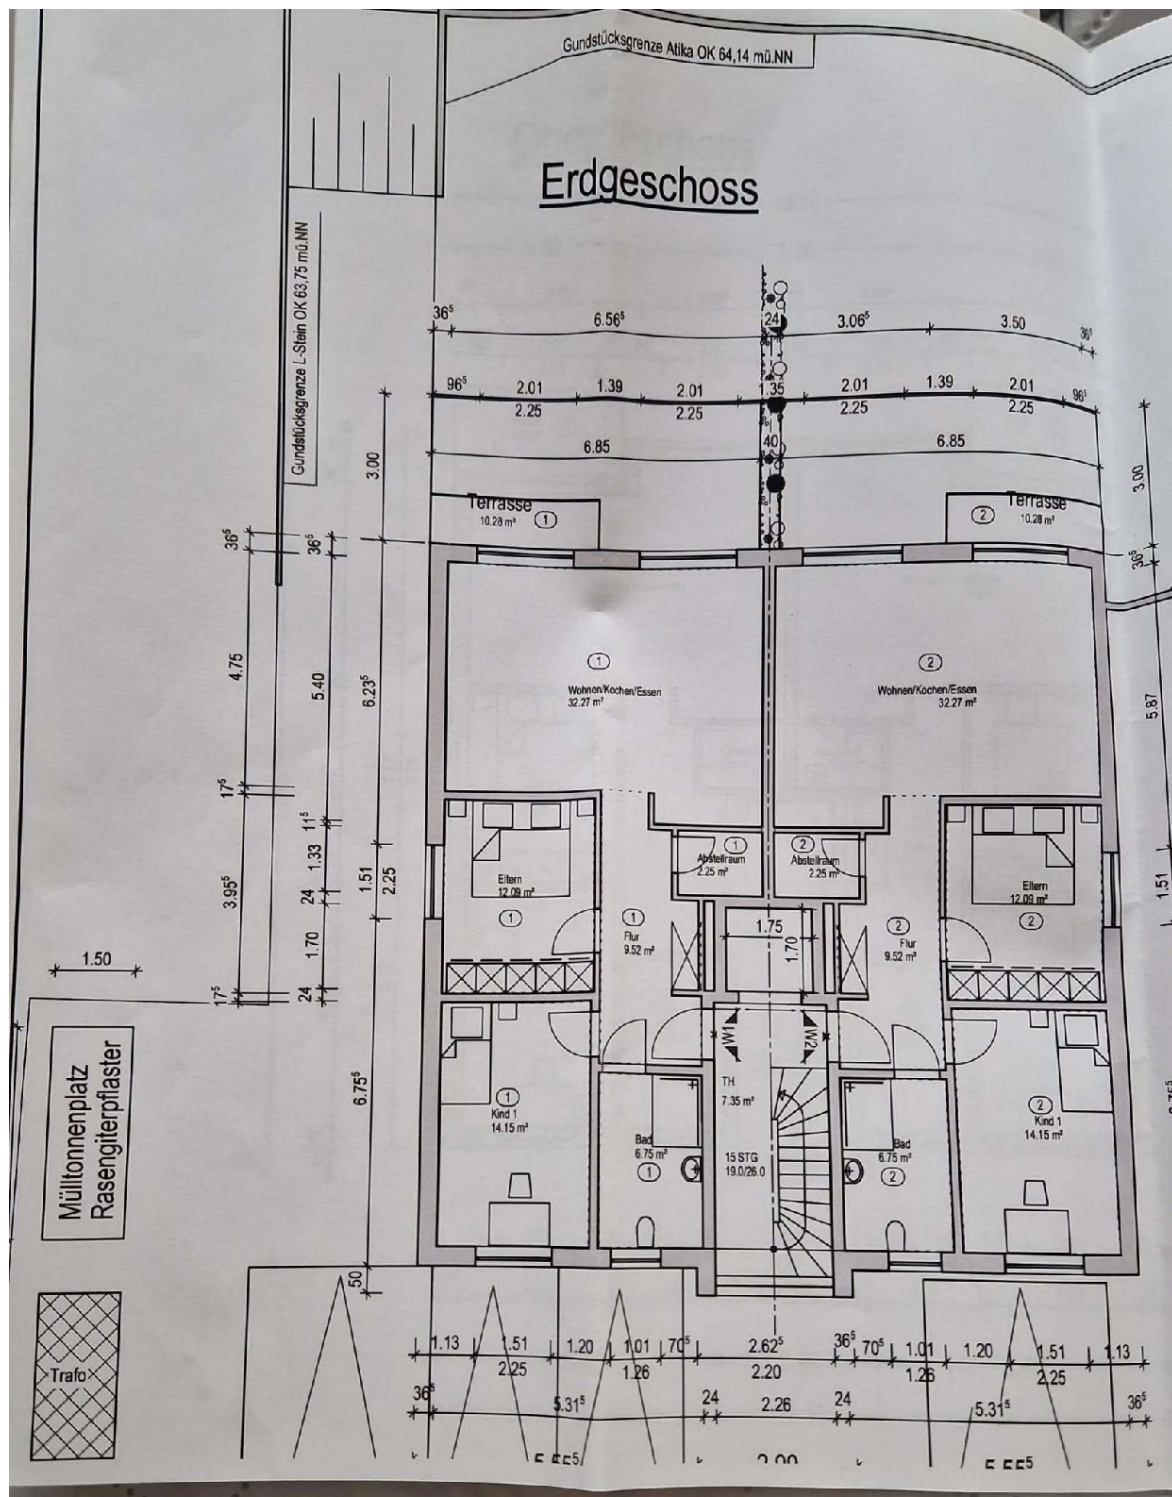 Gundstücksgrenze Atika OK 64,14 mü.NN
Erdgeschoss
Gundstücksgrenze L-Stein OK 63,75 mü.NN
36⁵ 6.56⁵ 24 3.06⁵ 3.50 36⁵
96⁵ 2.01 1.39 2.01 1.35 2.01 1.39 2.01 96⁵
2.25 2.25 2.25 2.25
6.85 40 6.85
3.00
3.00
Terrasse
10.28 m²
1
Terrasse
10.28 m²
2
36⁵
36⁵
36⁵
4.75
5.40
6.23⁵
5.87
1
Wohnen/Kochen/Essen
32.27 m²
2
Wohnen/Kochen/Essen
32.27 m²
17⁵
11⁵
1.33
1.51
2.25
3.95⁵
24
1.70
17⁵
24
1.51
1
Abstellraum
2.25 m²
2
Abstellraum
2.25 m²
Eltern
12.09 m²
1
Eltern
12.09 m²
2
1
Flur
9.52 m²
1.75
1.70
2
Flur
9.52 m²
1.50
W1
W2
Mülltonnenplatz
Rasengiterpflaster
6.75⁵
1
Kind 1
14.15 m²
TH
7.35 m²
2
Kind 1
14.15 m²
Bad
6.75 m²
1
15 STG
19.0/26.0
Bad
6.75 m²
2
50
Trafo
1.13 1.51 1.20 1.01 70⁵ 2.62⁵ 36⁵ 70⁵ 1.01 1.20 1.51 1.13
2.25 1.26 2.20 1.26 2.25
36⁵ 5.31⁵ 24 2.26 24 5.31⁵ 36⁵